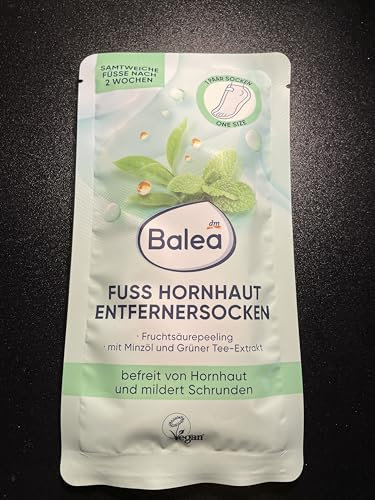 SAMTWEICHE
FÜSSE NACH
2 WOCHEN
1 PAAR SOCKEN
ONE SIZE
dm
Balea
FUSS HORNHAUT
ENTFERNERSOCKEN
· Fruchtsäurepeeling
· mit Minzöl und Grüner Tee-Extrakt
befreit von Hornhaut
und mildert Schrunden
Vegan